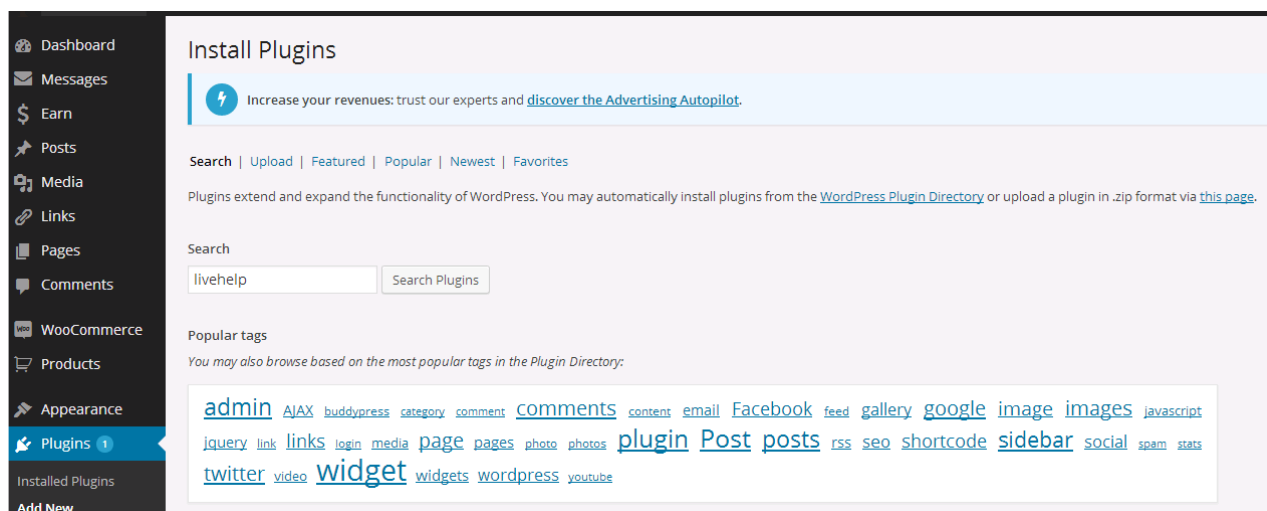 Dashboard
Messages
Earn
Posts
Media
Links
Pages
Comments
WooCommerce
Products
Appearance
Plugins 1
Installed Plugins
Add New
Install Plugins
Increase your revenues: trust our experts and discover the Advertising Autopilot.
Search | Upload | Featured | Popular | Newest | Favorites
Plugins extend and expand the functionality of WordPress. You may automatically install plugins from the WordPress Plugin Directory or upload a plugin in .zip format via this page.
Search
livehelp Search Plugins
Popular tags
You may also browse based on the most popular tags in the Plugin Directory:
admin AJAX buddypress category comment comments content email Facebook feed gallery google image images javascript
jquery link links login media page pages photo photos plugin Post posts rss seo shortcode sidebar social spam stats
twitter video widget widgets wordpress youtube